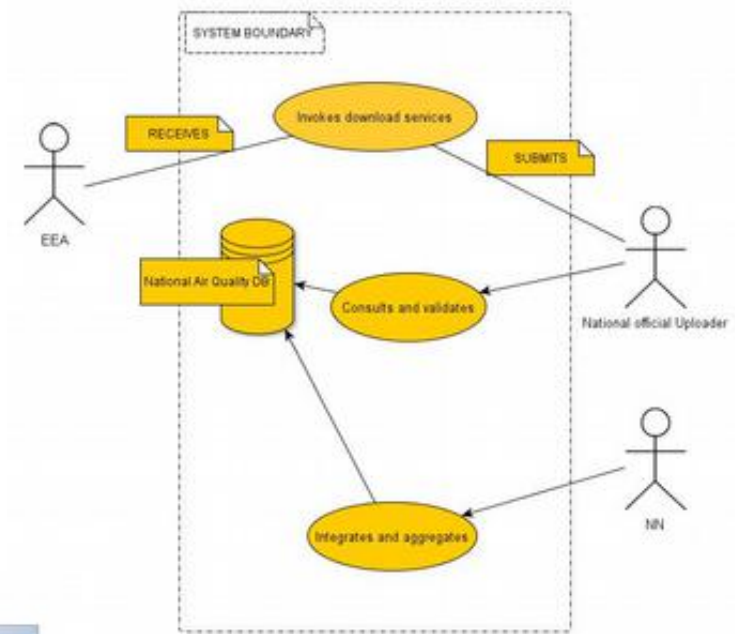 SYSTEM BOUNDARY
Invokes download services
RECEIVES
SUBMITS
EEA
National Air Quality DB
Consults and validates
National official Uploader
Integrates and aggregates
NN